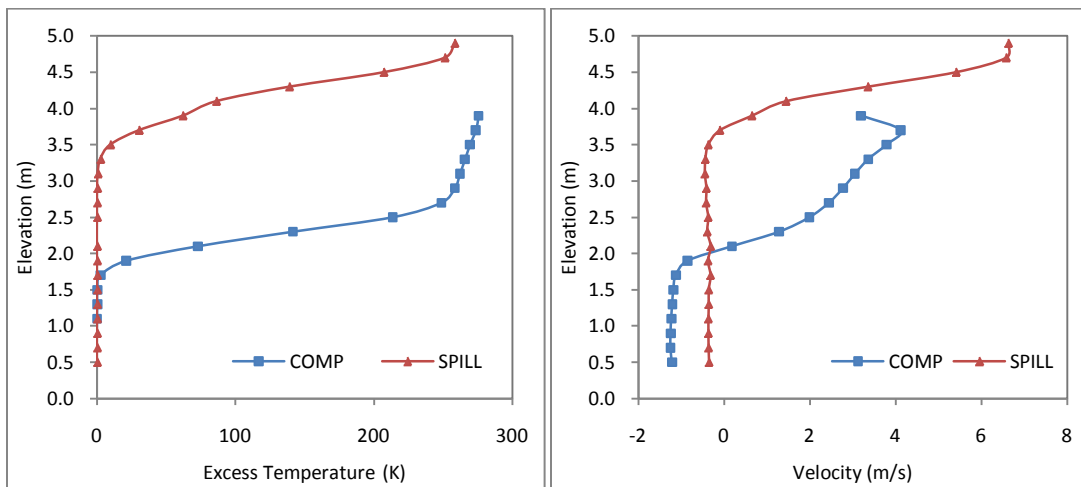 5.0
4.5
4.0
3.5
3.0
2.5
2.0
1.5
1.0
0.5
0.0
Elevation (m)
COMP SPILL
0 100 200 300
Excess Temperature (K)
5.0
4.5
4.0
3.5
3.0
2.5
2.0
1.5
1.0
0.5
0.0
Elevation (m)
COMP SPILL
-2 0 2 4 6 8
Velocity (m/s)